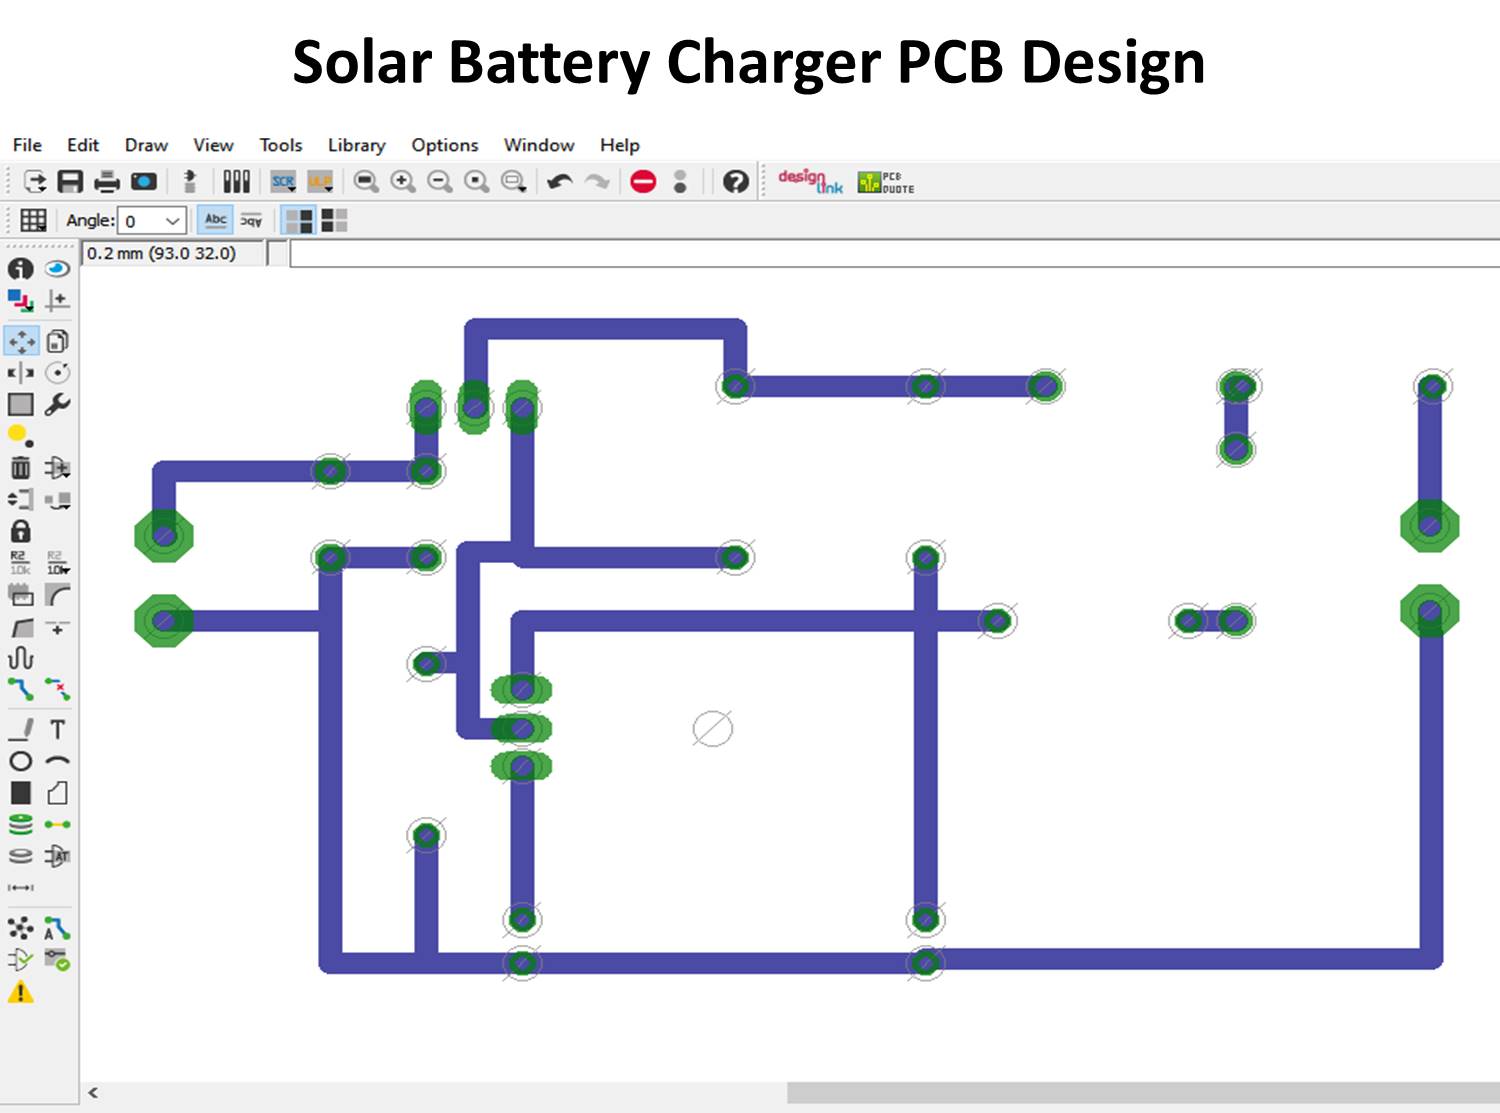 Solar Battery Charger PCB Design
File Edit Draw View Tools Library Options Window Help
SCR ULP design link PCB QUOTE
Angle: 0 Abc
0.2 mm (93.0 32.0)
R2 R2
10k 10k
T
AT
A